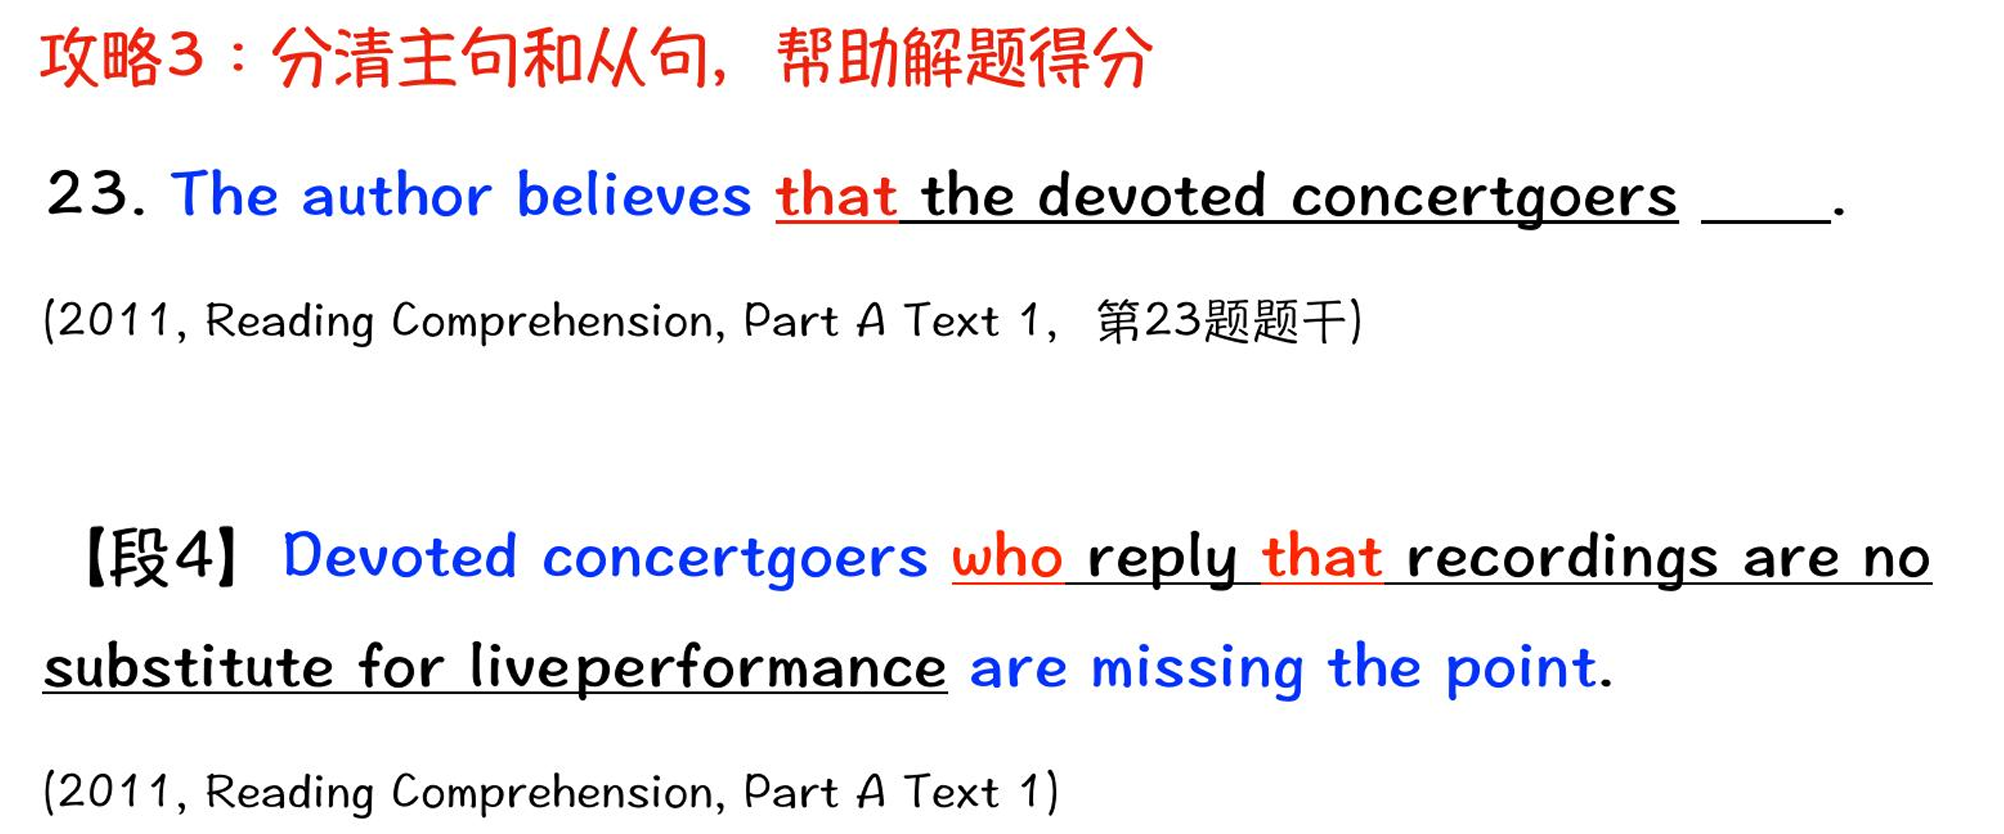 攻略3：分清主句和从句，帮助解题得分
23. The author believes that the devoted concertgoers _____.
(2011, Reading Comprehension, Part A Text 1，第23题题干)
【段4】 Devoted concertgoers who reply that recordings are no
substitute for liveperformance are missing the point.
(2011, Reading Comprehension, Part A Text 1)